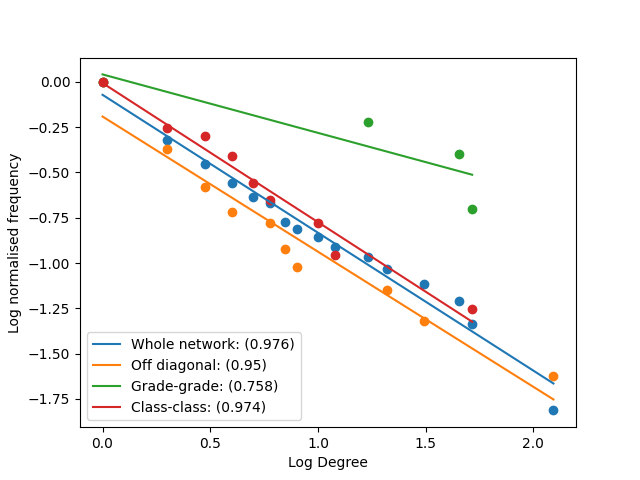 0.00
−0.25
−0.50
−0.75
−1.00
−1.25
−1.50
−1.75
Log normalised frequency
Whole network: (0.976)
Off diagonal: (0.95)
Grade-grade: (0.758)
Class-class: (0.974)
0.0 0.5 1.0 1.5 2.0
Log Degree